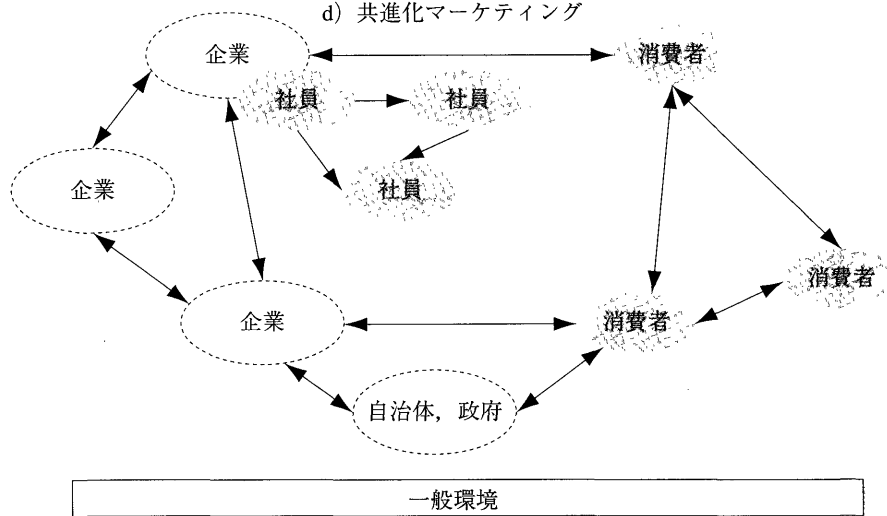 d）共進化マーケティング
企業
消費者
社員
社員
企業
社員
消費者
企業
消費者
自治体，政府
一般環境